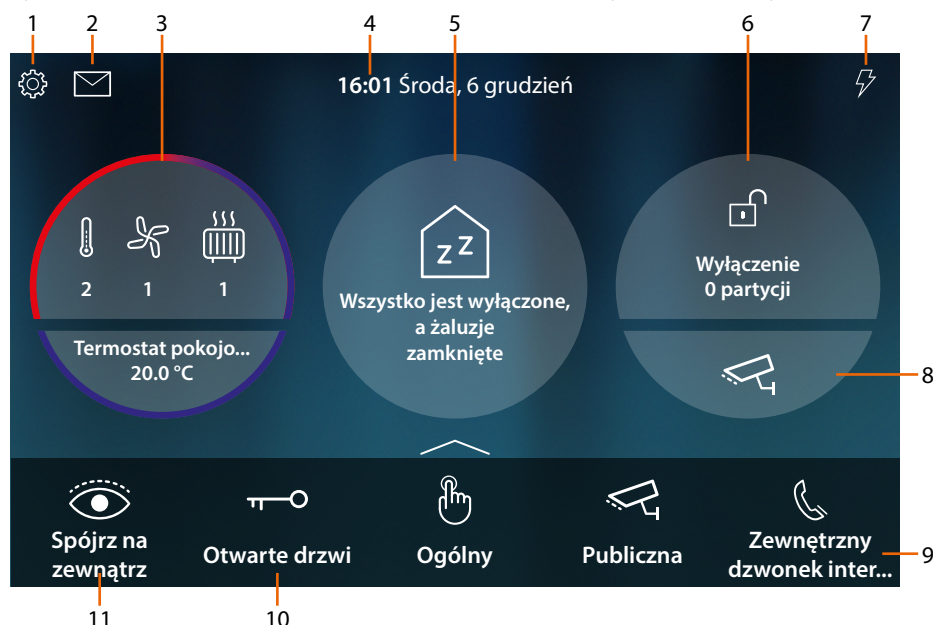 1 2 3 4 5 6 7
16:01 Środa, 6 grudzień
2 1 1
Termostat pokojo...
20.0 °C
z z
Wszystko jest wyłączone,
a żaluzje
zamknięte
Wyłączenie
0 partycji
8
Spójrz na
zewnątrz
Otwarte drzwi
Ogólny
Publiczna
Zewnętrzny
dzwonek inter...
9
11 10